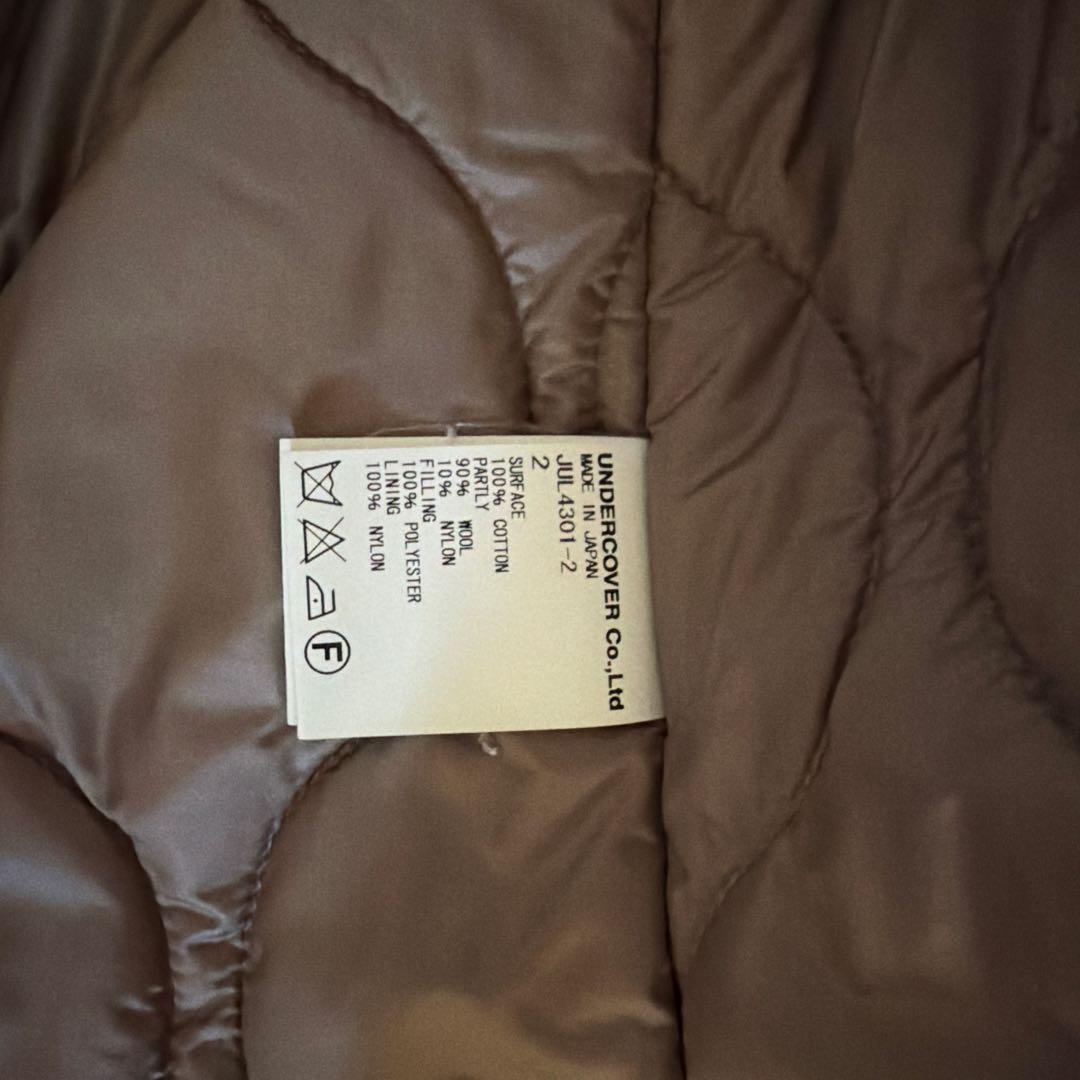 UNDERCOVER Co.,Ltd
MADE IN JAPAN
JUL4301-2
2
SURFACE
100% COTTON
PARTLY
90% WOOL
10% NYLON
FILLING
100% POLYESTER
LINING
100% NYLON
F